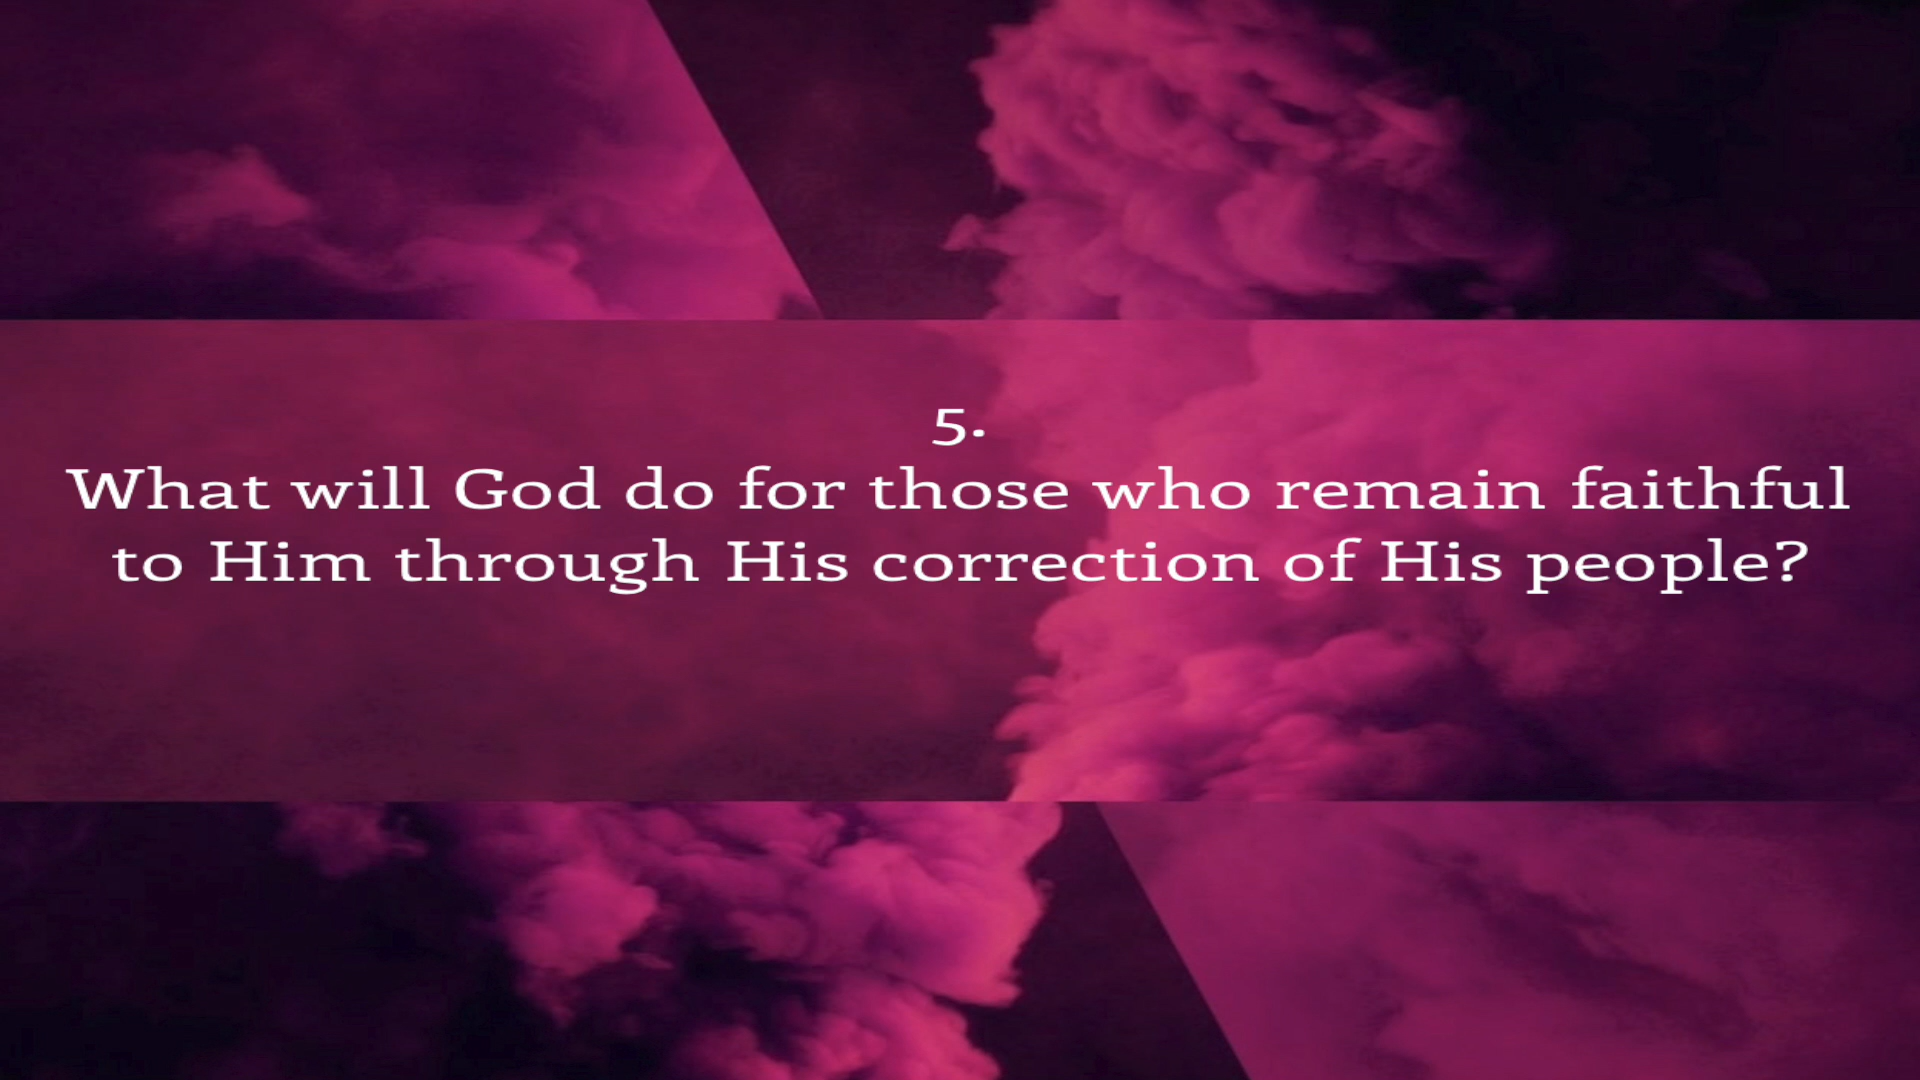 5.
What will God do for those who remain faithful
to Him through His correction of His people?